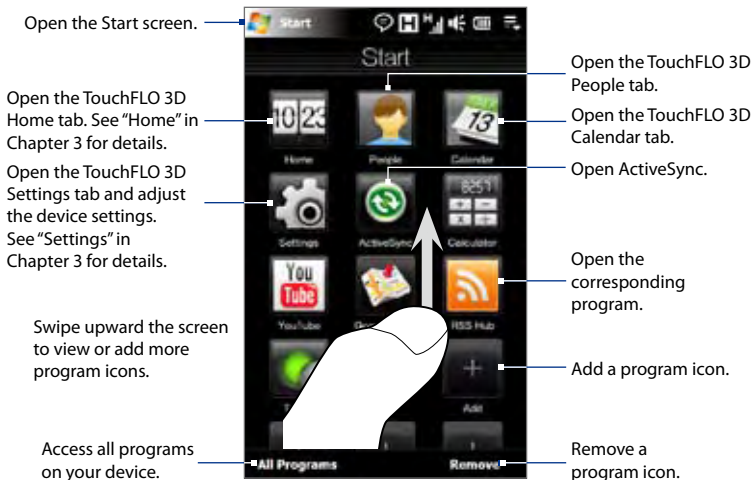 Open the Start screen.
Open the TouchFLO 3D
Home tab. See “Home” in
Chapter 3 for details.
Open the TouchFLO 3D
Settings tab and adjust
the device settings.
See “Settings” in
Chapter 3 for details.
Swipe upward the screen
to view or add more
program icons.
Access all programs
on your device.
Start
H
H
Start
10 23
13
Home
People
Calendar
8257
Settings
ActiveSync
Calculator
You
Tube
YouTube
RSS Hub
Add
All Programs
Remove
Open the TouchFLO 3D
People tab.
Open the TouchFLO 3D
Calendar tab.
Open ActiveSync.
Open the
corresponding
program.
Add a program icon.
Remove a
program icon.